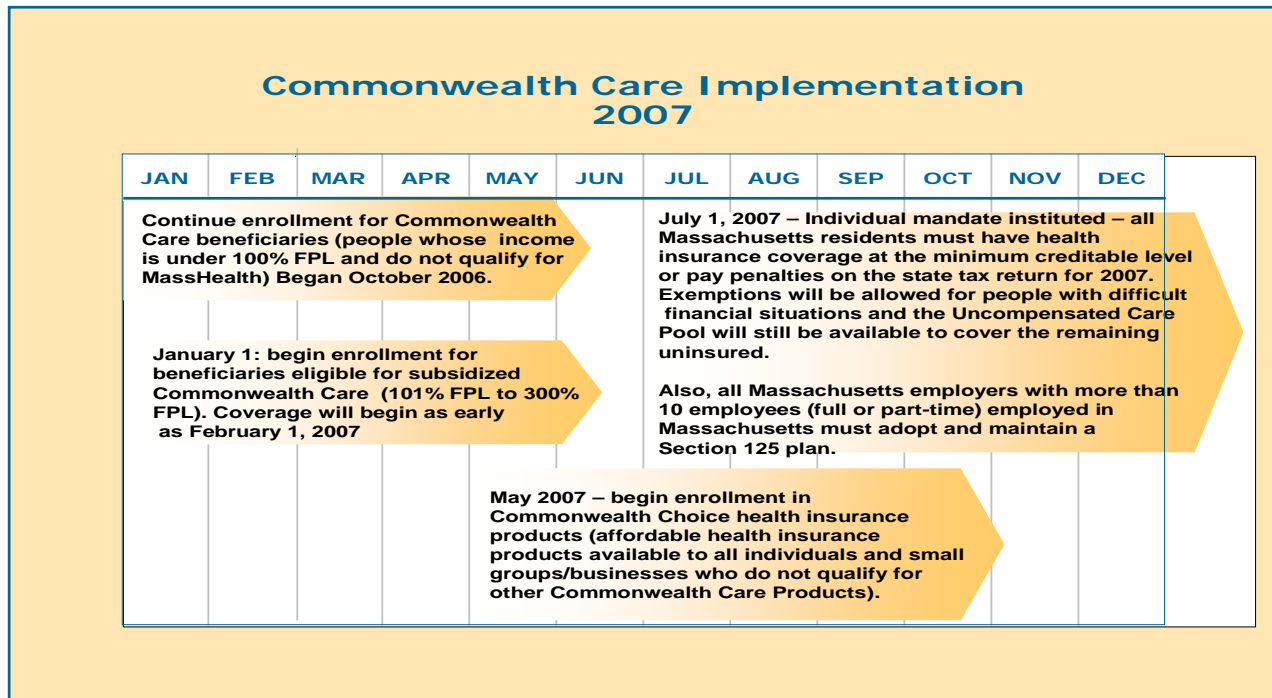 Commonwealth Care Implementation
2007
JAN FEB MAR APR MAY JUN JUL AUG SEP OCT NOV DEC
Continue enrollment for Commonwealth
Care beneficiaries (people whose income
is under 100% FPL and do not qualify for
MassHealth) Began October 2006.
January 1: begin enrollment for
beneficiaries eligible for subsidized
Commonwealth Care (101% FPL to 300%
FPL). Coverage will begin as early
as February 1, 2007
July 1, 2007 – Individual mandate instituted – all
Massachusetts residents must have health
insurance coverage at the minimum creditable level
or pay penalties on the state tax return for 2007.
Exemptions will be allowed for people with difficult
financial situations and the Uncompensated Care
Pool will still be available to cover the remaining
uninsured.
Also, all Massachusetts employers with more than
10 employees (full or part-time) employed in
Massachusetts must adopt and maintain a
Section 125 plan.
May 2007 – begin enrollment in
Commonwealth Choice health insurance
products (affordable health insurance
products available to all individuals and small
groups/businesses who do not qualify for
other Commonwealth Care Products).